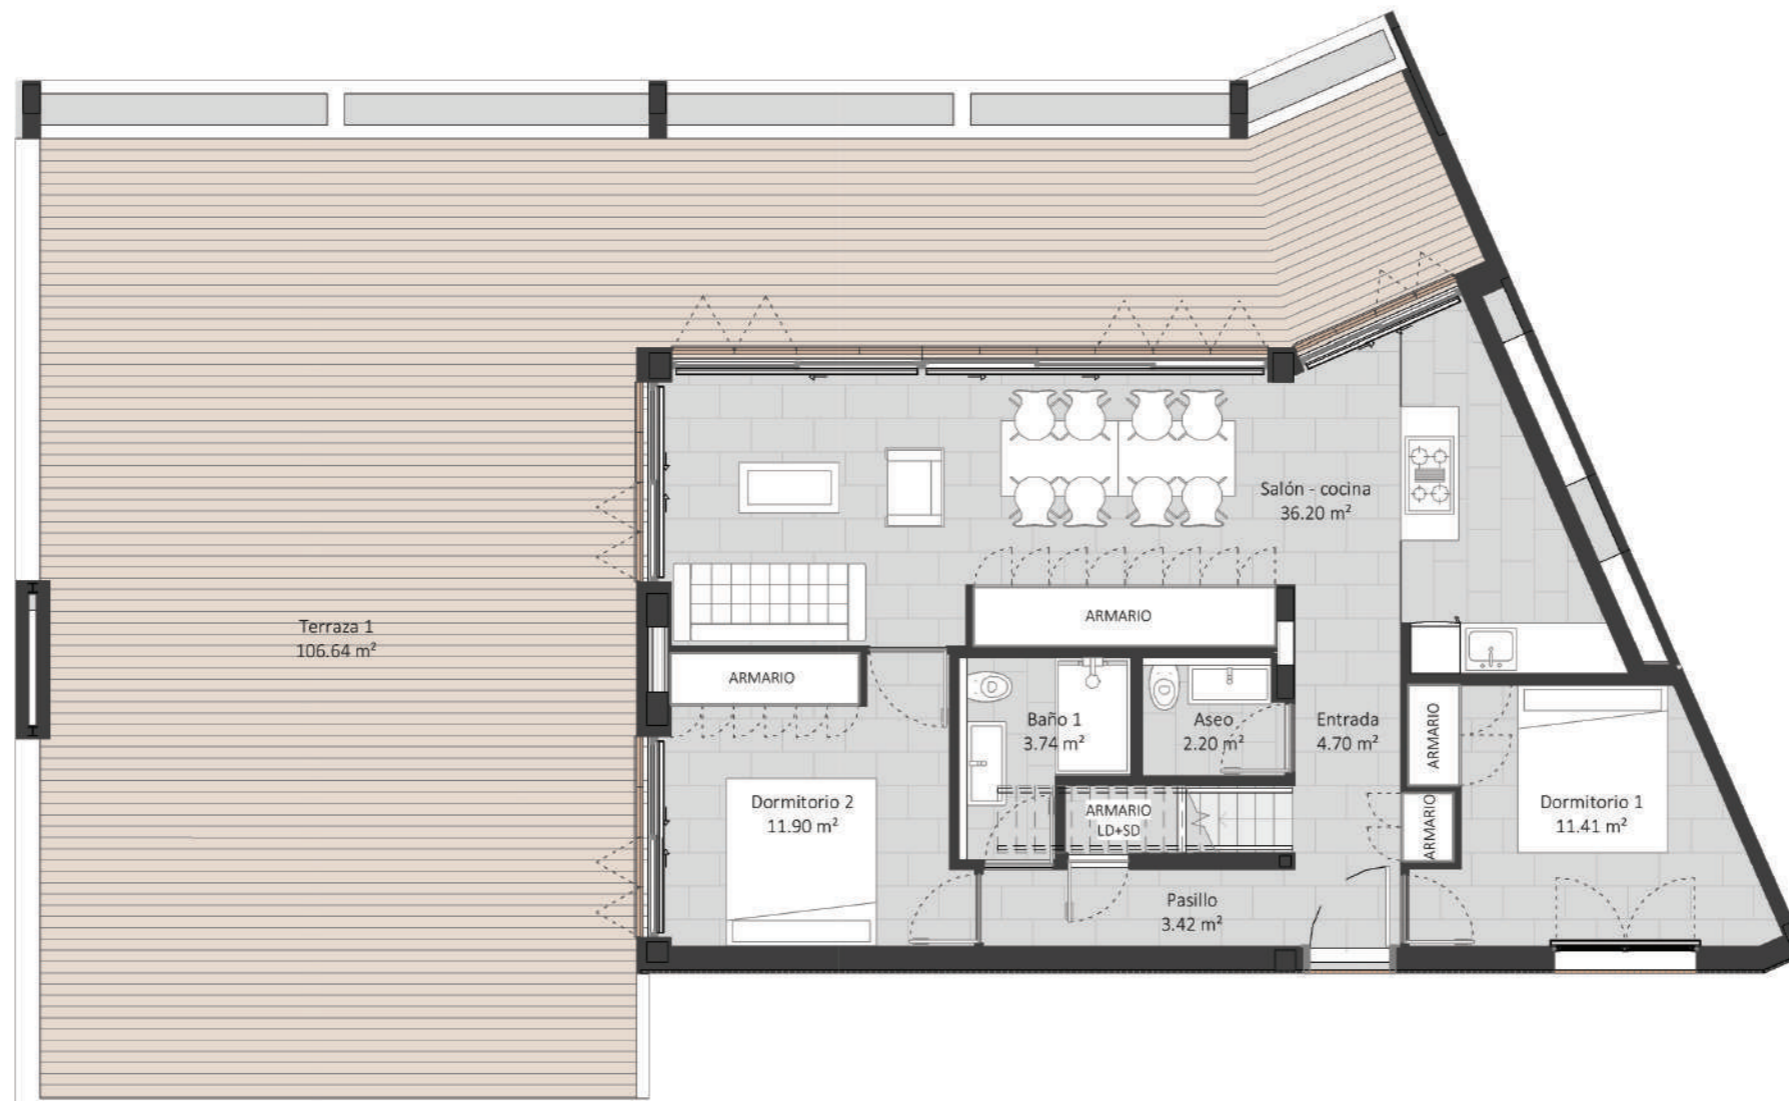 Salón - cocina
36.20 m²
ARMARIO
Terraza 1
106.64 m²
ARMARIO
Baño 1
3.74 m²
Aseo
2.20 m²
Entrada
4.70 m²
ARMARIO
Dormitorio 2
11.90 m²
ARMARIO
LD+SD
ARMARIO
Dormitorio 1
11.41 m²
Pasillo
3.42 m²